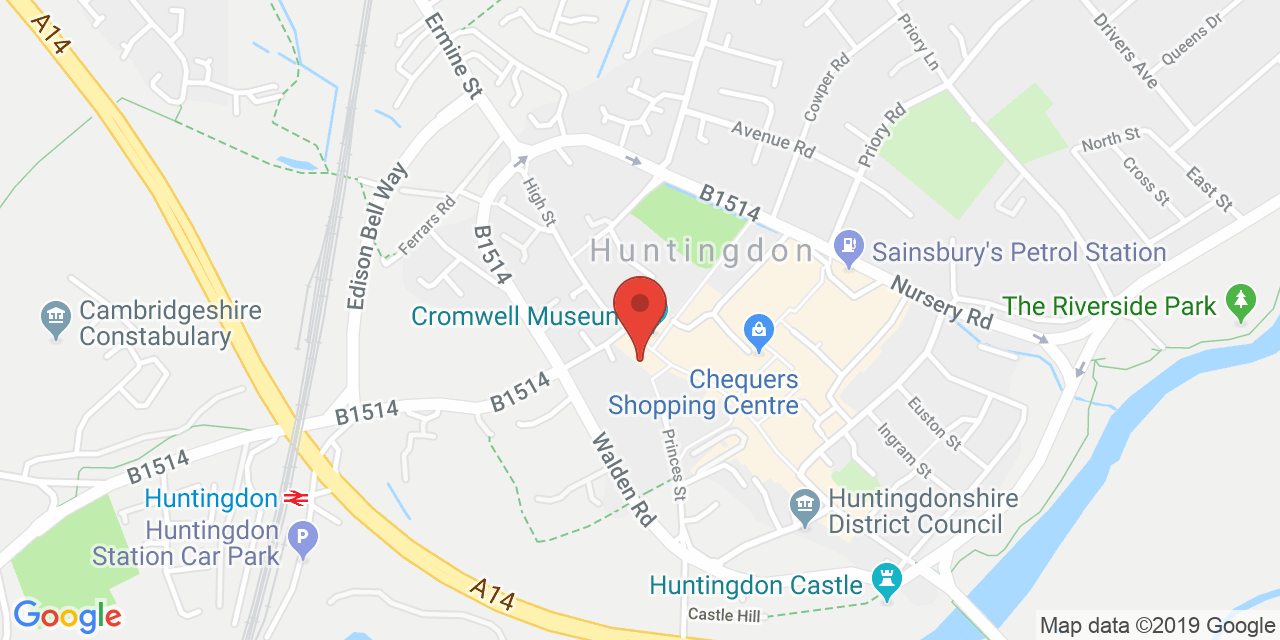 A14
Ermine St
Priory Ln
Drivers Ave
Queens Dr
Cowper Rd
Avenue Rd
Priory Rd
North St
Cross St
East St
High St
B1514
Edison Bell Way
Ferrars Rd
B1514
Huntingdon
Sainsbury's Petrol Station
Nursery Rd
The Riverside Park
Cambridgeshire
Constabulary
Cromwell Museum
Chequers
Shopping Centre
B1514
B1514
Euston St
Ingram St
Princes St
Walden Rd
B1514
Huntingdon
Huntingdon
Station Car Park
P
Huntingdonshire
District Council
A14
Huntingdon Castle
Castle Hill
Google
Map data ©2019 Google